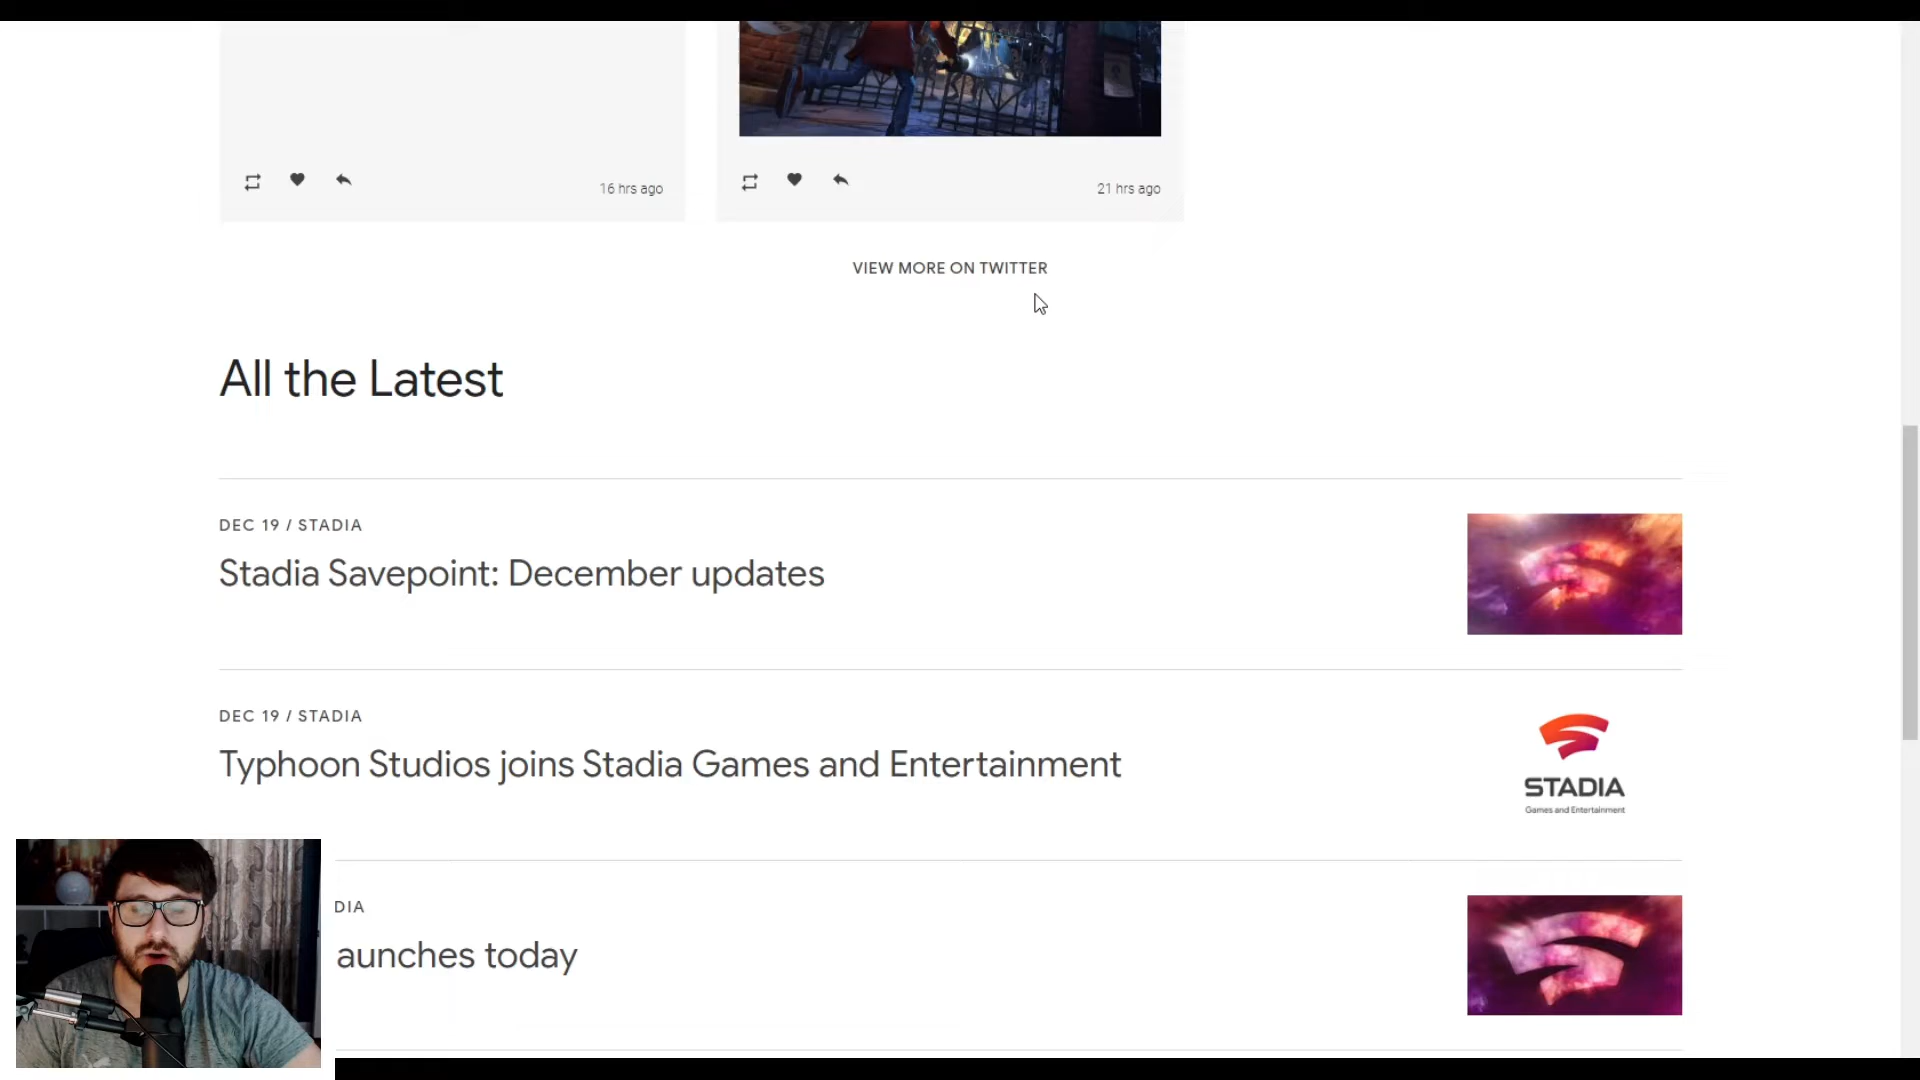 16 hrs ago
21 hrs ago
VIEW MORE ON TWITTER
All the Latest
DEC 19 / STADIA
Stadia Savepoint: December updates
DEC 19 / STADIA
Typhoon Studios joins Stadia Games and Entertainment
STADIA
Games and Entertainment
DIA
aunches today